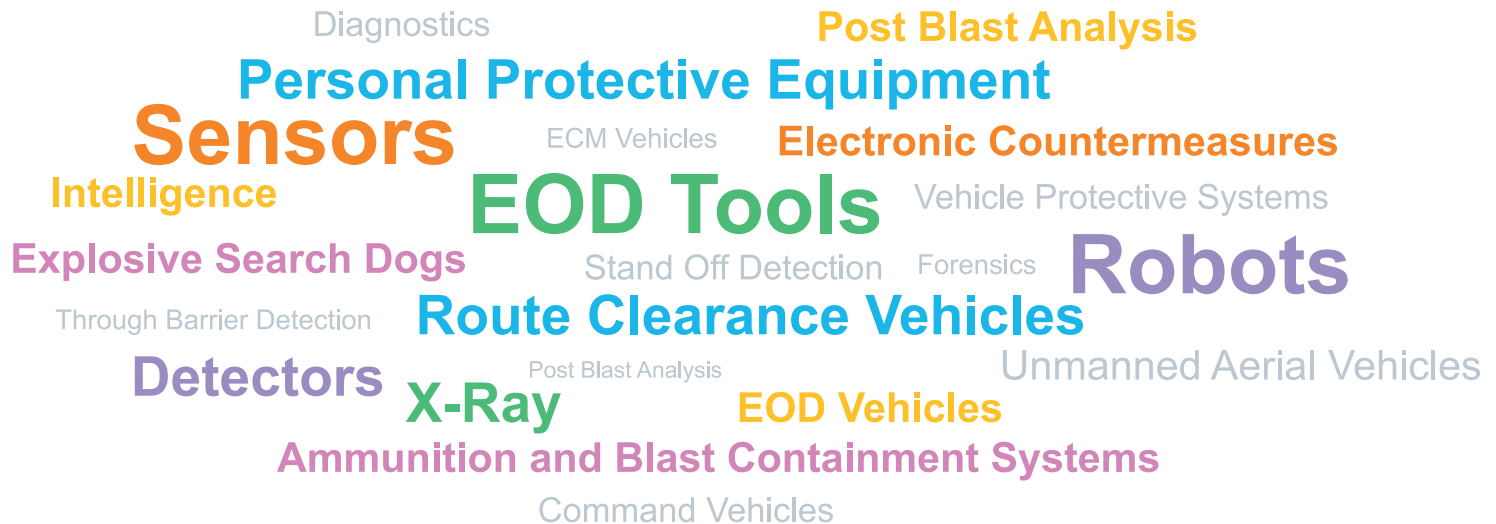 Diagnostics
Post Blast Analysis
Personal Protective Equipment
Sensors
ECM Vehicles
Electronic Countermeasures
Intelligence
EOD Tools
Vehicle Protective Systems
Explosive Search Dogs
Stand Off Detection
Forensics
Robots
Through Barrier Detection
Route Clearance Vehicles
Detectors
Post Blast Analysis
Unmanned Aerial Vehicles
X-Ray
EOD Vehicles
Ammunition and Blast Containment Systems
Command Vehicles